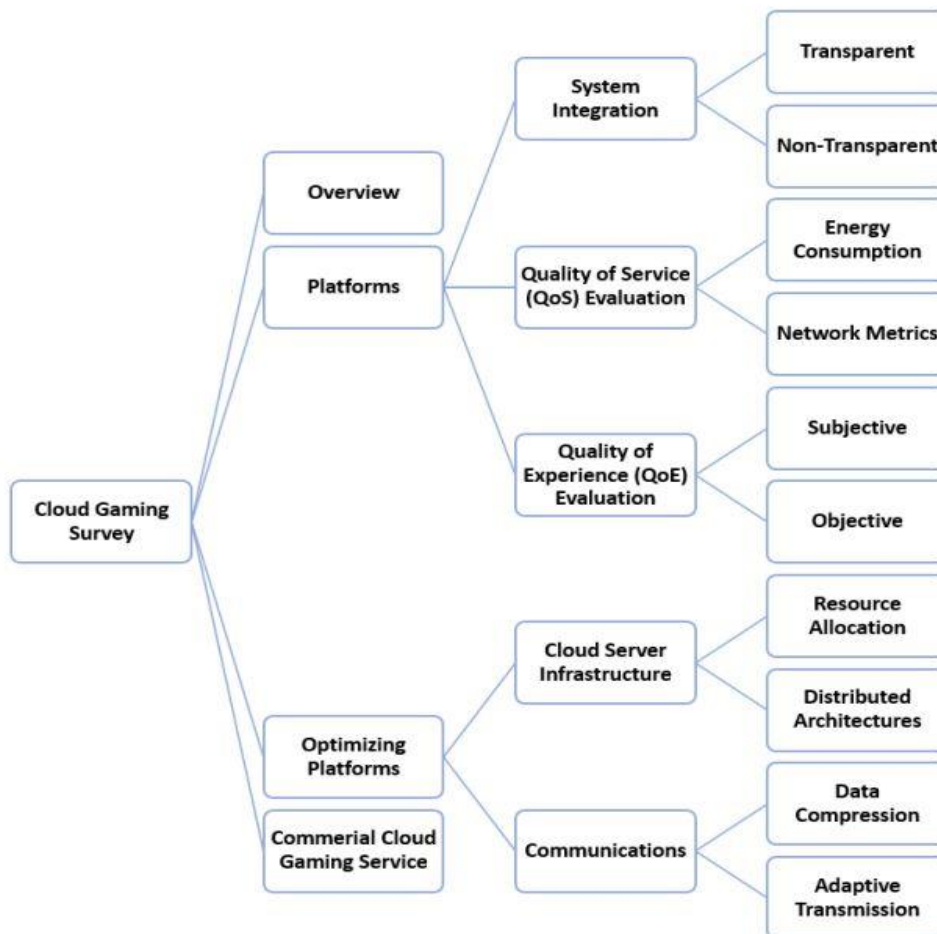 Cloud Gaming
Survey
Overview
Platforms
Optimizing
Platforms
Commerial Cloud
Gaming Service
System
Integration
Quality of Service
(QoS) Evaluation
Quality of
Experience (QoE)
Evaluation
Cloud Server
Infrastructure
Communications
Transparent
Non-Transparent
Energy
Consumption
Network Metrics
Subjective
Objective
Resource
Allocation
Distributed
Architectures
Data
Compression
Adaptive
Transmission